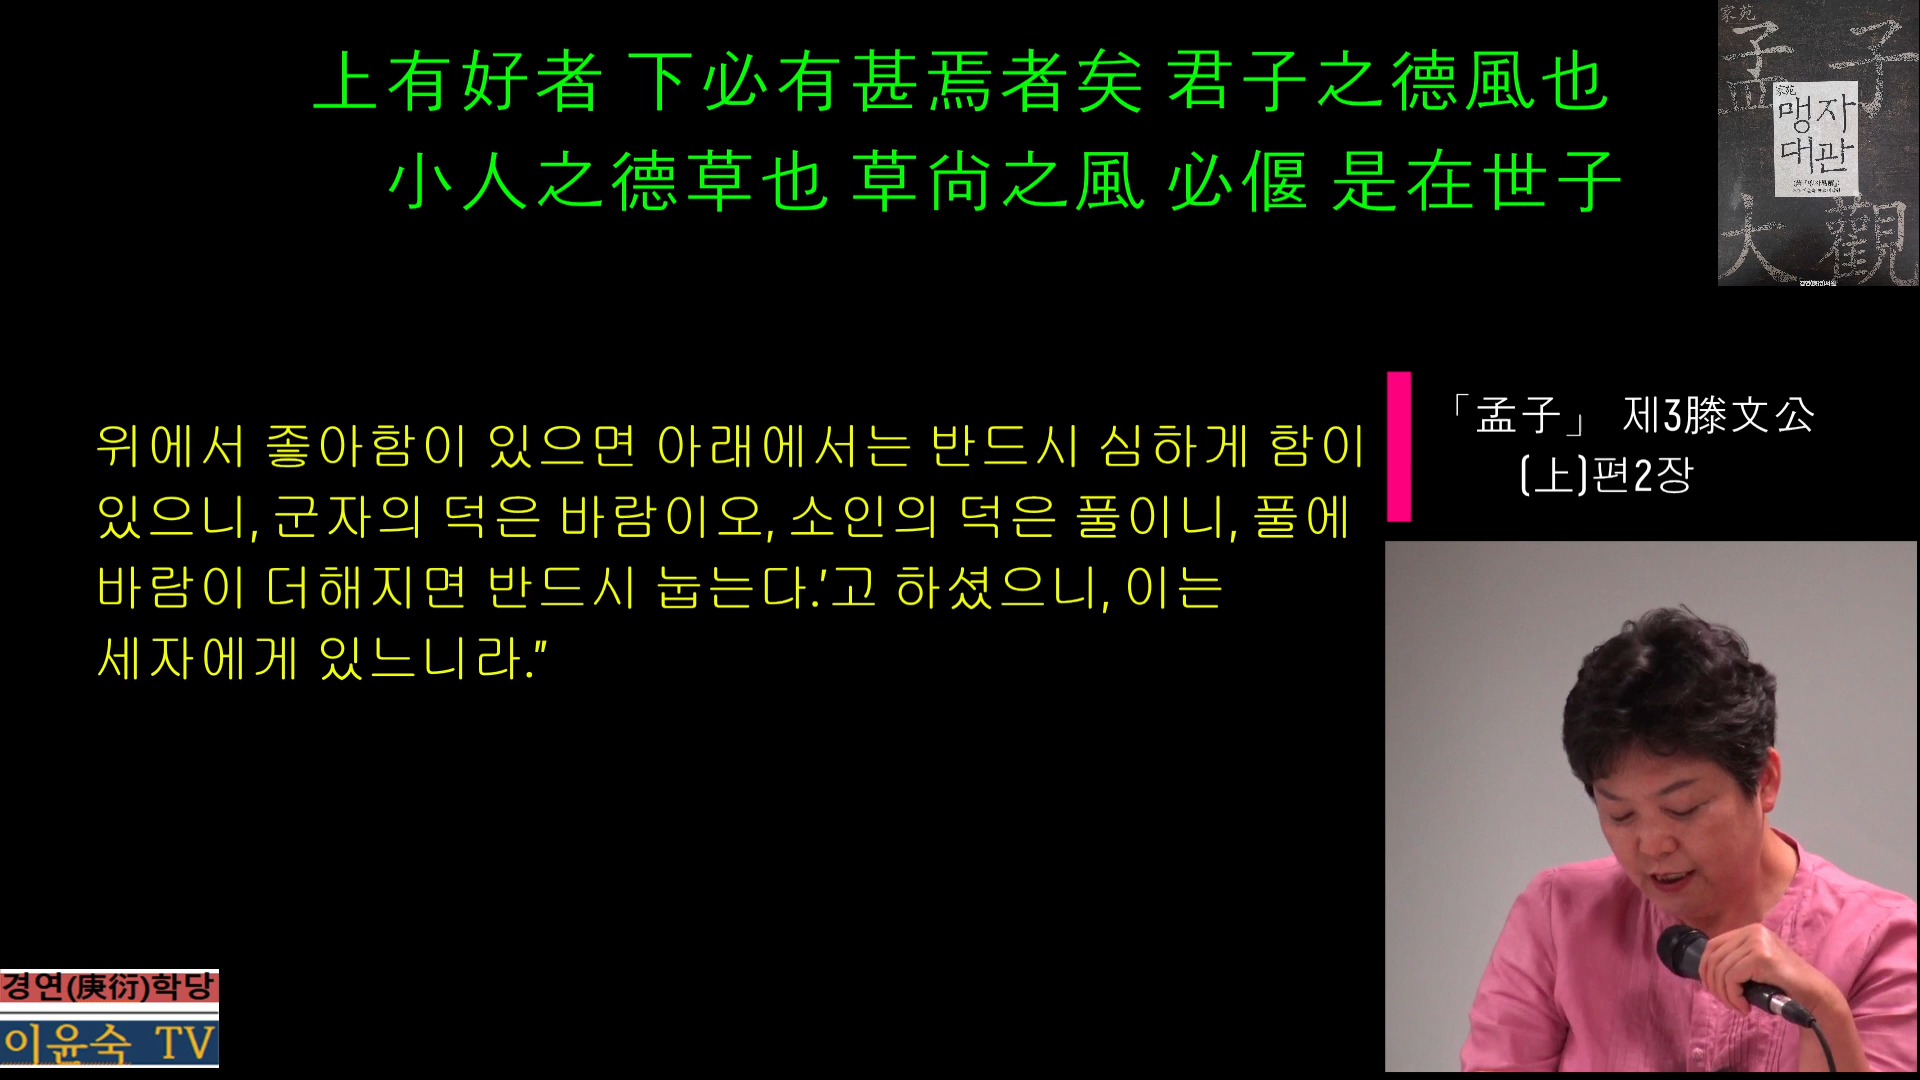 上有好者 下必有甚焉者矣 君子之德風也
小人之德草也 草尙之風 必偃 是在世子
家苑
孟子
家苑
맹자
대관
大觀
위에서 좋아함이 있으면 아래에서는 반드시 심하게 함이
있으니, 군자의 덕은 바람이오, 소인의 덕은 풀이니, 풀에
바람이 더해지면 반드시 눕는다.’고 하셨으니, 이는
세자에게 있느니라.”
「孟子」 제3滕文公
(上)편2장
경연(庚衍)학당
이윤숙 TV